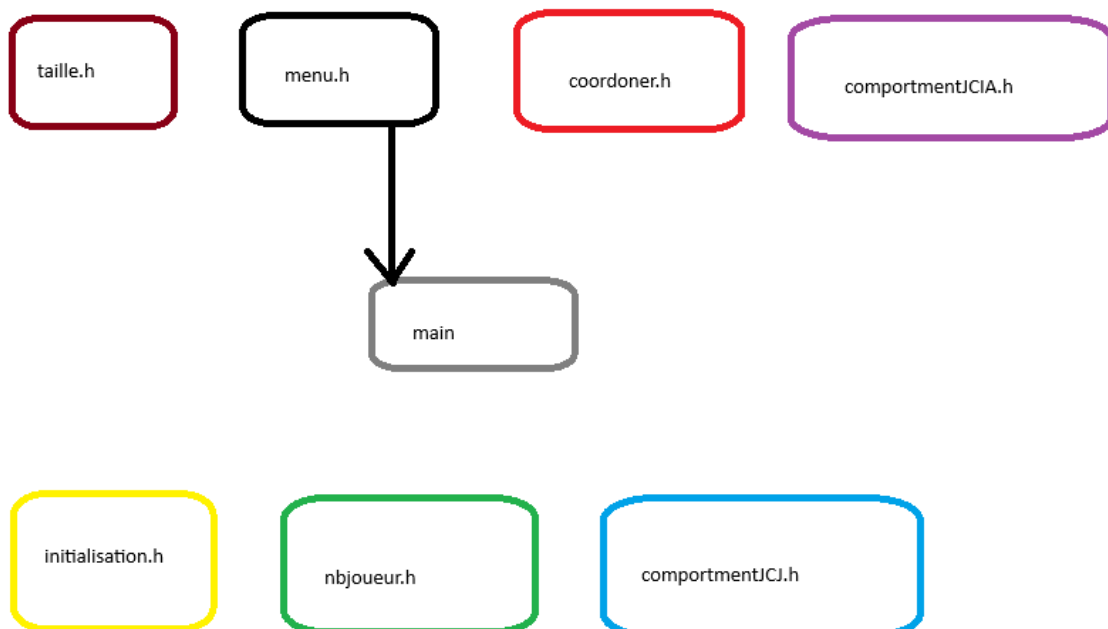 taille.h
menu.h
coordoner.h
comportmentJCIA.h
main
initialisation.h
nbjoueur.h
comportmentJCJ.h